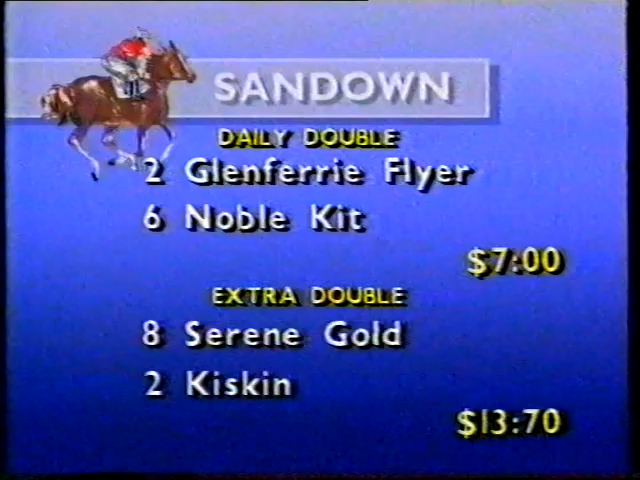 SANDOWN
DAILY DOUBLE
2 Glenferrie Flyer
6 Noble Kit
$7:00
EXTRA DOUBLE
8 Serene Gold
2 Kiskin
$13:70